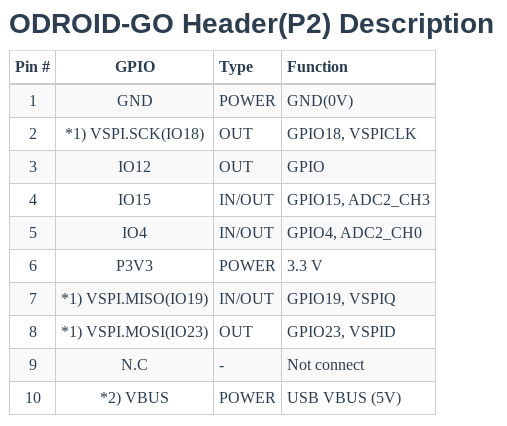 ODROID-GO Header(P2) Description
Pin # GPIO Type Function
1 GND POWER GND(0V)
2 *1) VSPI.SCK(IO18) OUT GPIO18, VSPICLK
3 IO12 OUT GPIO
4 IO15 IN/OUT GPIO15, ADC2_CH3
5 IO4 IN/OUT GPIO4, ADC2_CH0
6 P3V3 POWER 3.3 V
7 *1) VSPI.MISO(IO19) IN/OUT GPIO19, VSPIQ
8 *1) VSPI.MOSI(IO23) OUT GPIO23, VSPID
9 N.C - Not connect
10 *2) VBUS POWER USB VBUS (5V)